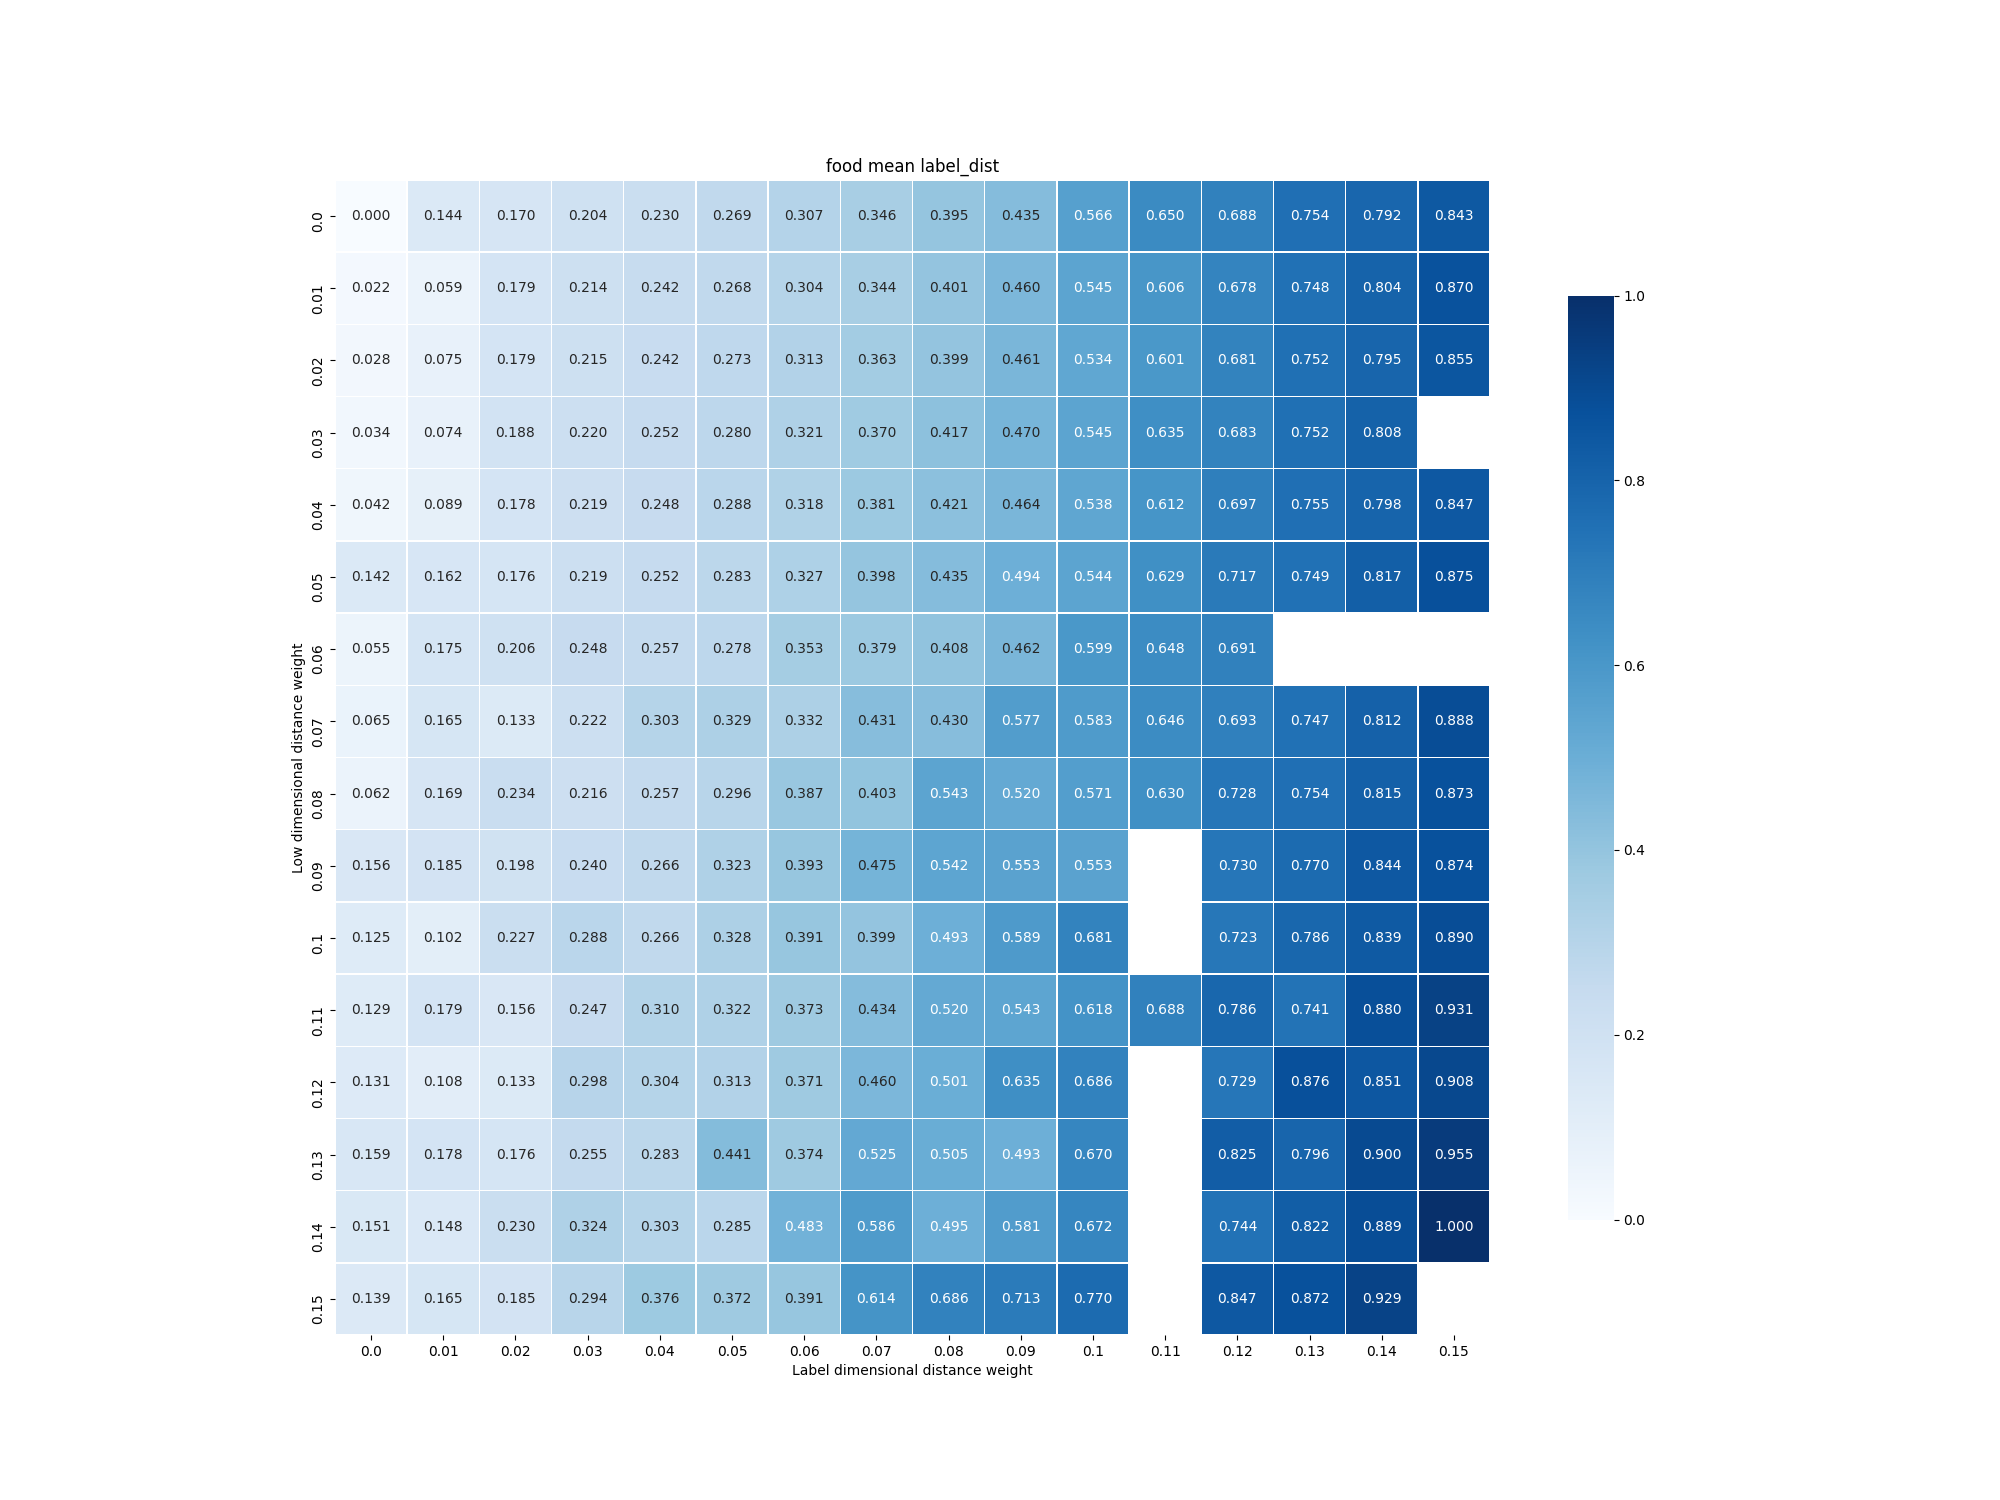 food mean label_dist
0.0 0.000 0.144 0.170 0.204 0.230 0.269 0.307 0.346 0.395 0.435 0.566 0.650 0.688 0.754 0.792 0.843
0.01 0.022 0.059 0.179 0.214 0.242 0.268 0.304 0.344 0.401 0.460 0.545 0.606 0.678 0.748 0.804 0.870
0.02 0.028 0.075 0.179 0.215 0.242 0.273 0.313 0.363 0.399 0.461 0.534 0.601 0.681 0.752 0.795 0.855
0.03 0.034 0.074 0.188 0.220 0.252 0.280 0.321 0.370 0.417 0.470 0.545 0.635 0.683 0.752 0.808
0.04 0.042 0.089 0.178 0.219 0.248 0.288 0.318 0.381 0.421 0.464 0.538 0.612 0.697 0.755 0.798 0.847
0.05 0.142 0.162 0.176 0.219 0.252 0.283 0.327 0.398 0.435 0.494 0.544 0.629 0.717 0.749 0.817 0.875
0.06 0.055 0.175 0.206 0.248 0.257 0.278 0.353 0.379 0.408 0.462 0.599 0.648 0.691
0.07 0.065 0.165 0.133 0.222 0.303 0.329 0.332 0.431 0.430 0.577 0.583 0.646 0.693 0.747 0.812 0.888
0.08 0.062 0.169 0.234 0.216 0.257 0.296 0.387 0.403 0.543 0.520 0.571 0.630 0.728 0.754 0.815 0.873
0.09 0.156 0.185 0.198 0.240 0.266 0.323 0.393 0.475 0.542 0.553 0.553 0.730 0.770 0.844 0.874
0.1 0.125 0.102 0.227 0.288 0.266 0.328 0.391 0.399 0.493 0.589 0.681 0.723 0.786 0.839 0.890
0.11 0.129 0.179 0.156 0.247 0.310 0.322 0.373 0.434 0.520 0.543 0.618 0.688 0.786 0.741 0.880 0.931
0.12 0.131 0.108 0.133 0.298 0.304 0.313 0.371 0.460 0.501 0.635 0.686 0.729 0.876 0.851 0.908
0.13 0.159 0.178 0.176 0.255 0.283 0.441 0.374 0.525 0.505 0.493 0.670 0.825 0.796 0.900 0.955
0.14 0.151 0.148 0.230 0.324 0.303 0.285 0.483 0.586 0.495 0.581 0.672 0.744 0.822 0.889 1.000
0.15 0.139 0.165 0.185 0.294 0.376 0.372 0.391 0.614 0.686 0.713 0.770 0.847 0.872 0.929
0.0 0.01 0.02 0.03 0.04 0.05 0.06 0.07 0.08 0.09 0.1 0.11 0.12 0.13 0.14 0.15
Label dimensional distance weight
Low dimensional distance weight
1.0
0.8
0.6
0.4
0.2
0.0